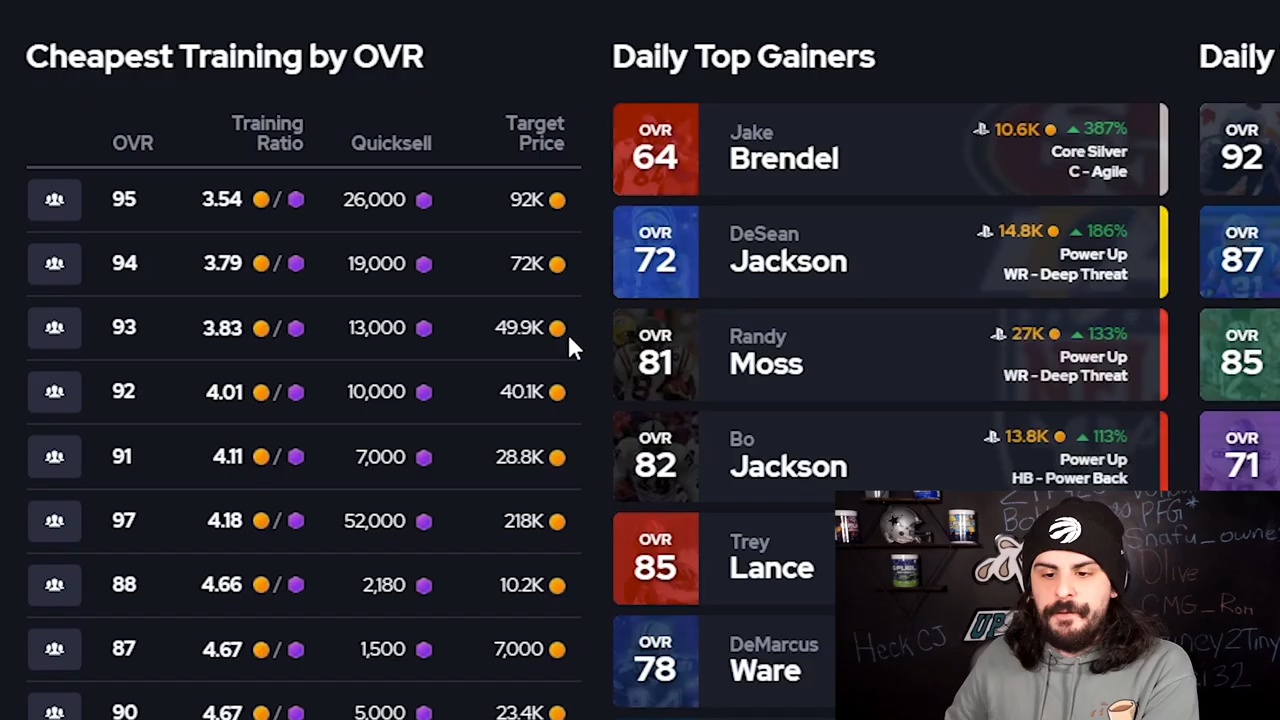 Cheapest Training by OVR
OVR Training Ratio Quicksell Target Price
95 3.54 / 26,000 92K
94 3.79 / 19,000 72K
93 3.83 / 13,000 49.9K
92 4.01 / 10,000 40.1K
91 4.11 / 7,000 28.8K
97 4.18 / 52,000 218K
88 4.66 / 2,180 10.2K
87 4.67 / 1,500 7,000
90 4.67 / 5,000 23.4K
Daily Top Gainers
OVR 64
Jake
Brendel
10.6K 387%
Core Silver
C - Agile
OVR 72
DeSean
Jackson
14.8K 186%
Power Up
WR - Deep Threat
OVR 81
Randy
Moss
27K 133%
Power Up
WR - Deep Threat
OVR 82
Bo
Jackson
13.8K 113%
Power Up
HB - Power Back
OVR 85
Trey
Lance
OVR 78
DeMarcus
Ware
Daily
OVR 92
OVR 87
OVR 85
OVR 71
PFG*
Snafu_owne
Olive
CMG_Ron
Heck CJ
UP